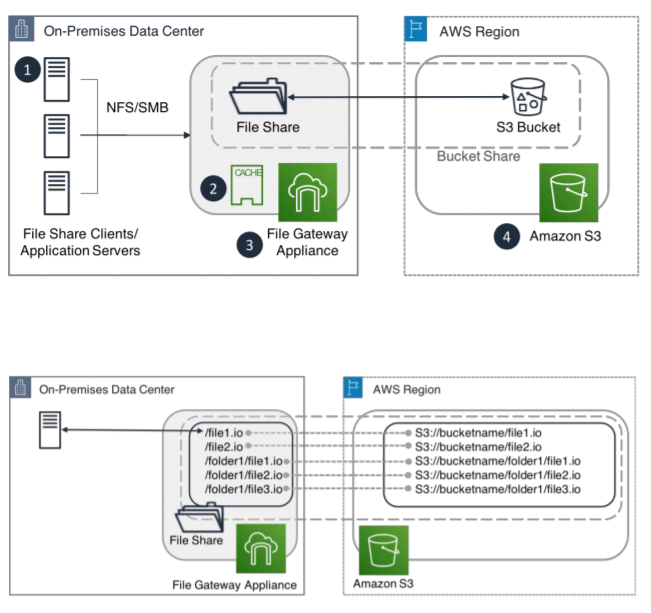 On-Premises Data Center
AWS Region
1
NFS/SMB
File Share
S3 Bucket
Bucket Share
CACHE
2
File Share Clients/
Application Servers
3
File Gateway
Appliance
4
Amazon S3
On-Premises Data Center
AWS Region
/file1.io
S3://bucketname/file1.io
/file2.io
S3://bucketname/file2.io
/folder1/file1.io
S3://bucketname/folder1/file1.io
/folder1/file2.io
S3://bucketname/folder1/file2.io
/folder1/file3.io
S3://bucketname/folder1/file3.io
File Share
File Gateway Appliance
Amazon S3